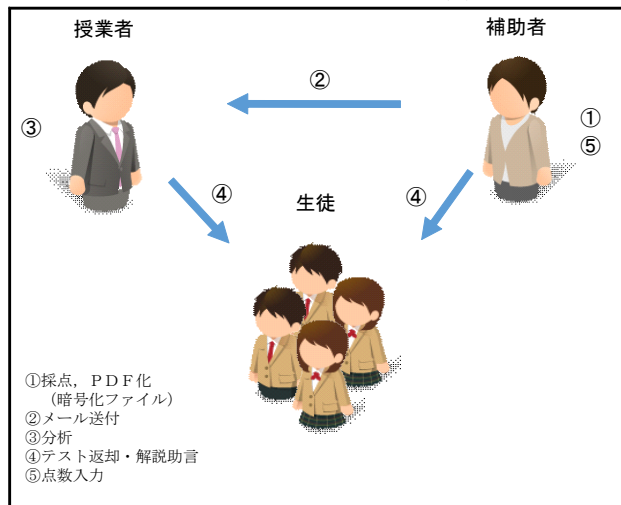 授業者
補助者
②
③
①
⑤
④
④
生徒
①採点，ＰＤＦ化
（暗号化ファイル）
②メール送付
③分析
④テスト返却・解説助言
⑤点数入力